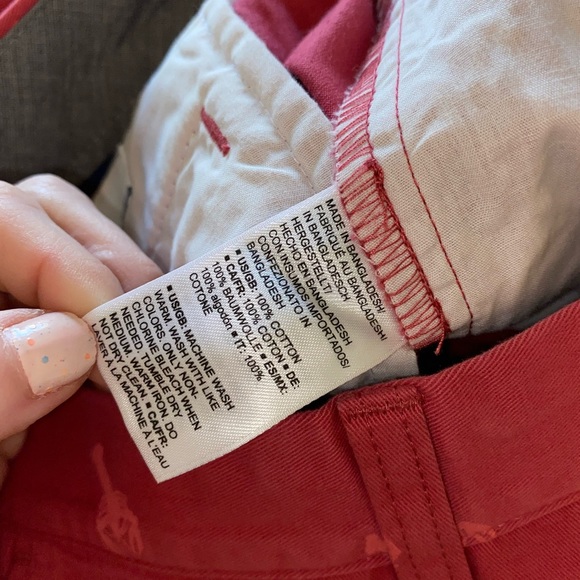 MADE IN BANGLADESH/
FABRIQUÉ AU BANGLADESH/
HERGESTELLT
IN BANGLADESCH/
HECHO EN BANGLADESH
CON INSUMOS IMPORTADOS/
CONFEZIONATO IN
BANGLADESH
▪ US/GB: 100% COTTON
▪ CA/FR: 100% COTON ▪ DE:
100% BAUMWOLLE ▪ ES/MX:
100% algodon ▪ IT: 100%
COTONE
▪ US/GB: MACHINE WASH
WARM WASH WITH LIKE
COLORS, ONLY NON-
CHLORINE BLEACH WHEN
NEEDED, TUMBLE DRY
MEDIUM, WARM IRON, DO
NOT DRY CLEAN, ▪ CA/FR:
LAVER À LA MACHINE À L'EAU